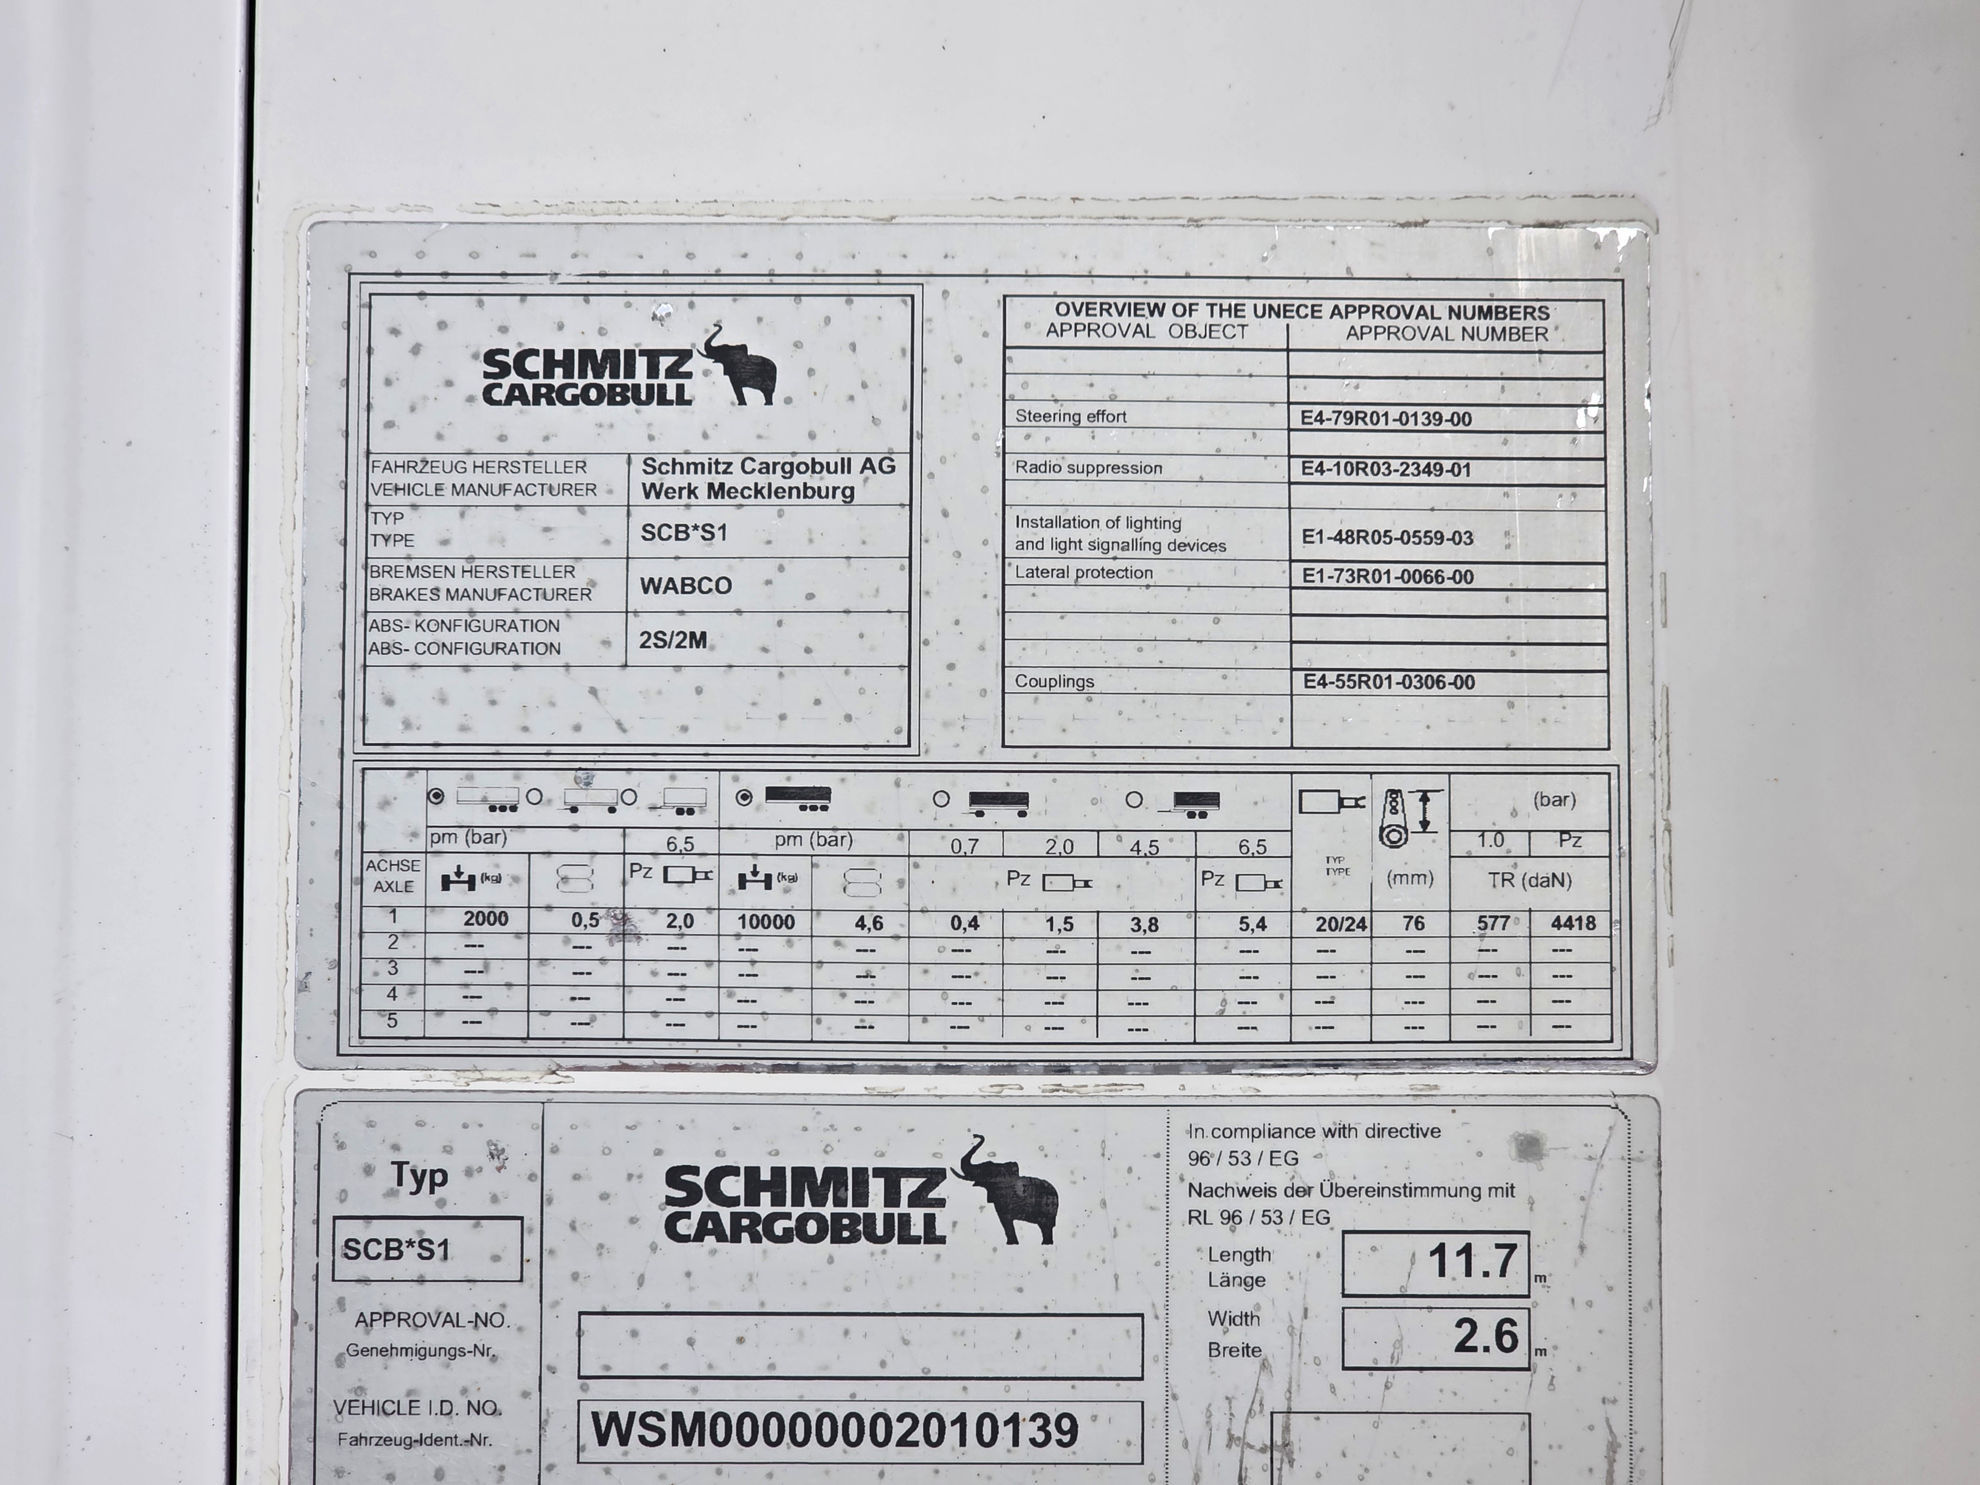 SCHMITZ
CARGOBULL
FAHRZEUG HERSTELLER
VEHICLE MANUFACTURER
Schmitz Cargobull AG
Werk Mecklenburg
TYP
TYPE
SCB*S1
BREMSEN HERSTELLER
BRAKES MANUFACTURER
WABCO
ABS- KONFIGURATION
ABS- CONFIGURATION
2S/2M
OVERVIEW OF THE UNECE APPROVAL NUMBERS
APPROVAL OBJECT APPROVAL NUMBER
Steering effort E4-79R01-0139-00
Radio suppression E4-10R03-2349-01
Installation of lighting
and light signalling devices E1-48R05-0559-03
Lateral protection E1-73R01-0066-00
Couplings E4-55R01-0306-00
(bar)
pm (bar) 6,5 pm (bar) 0,7 2,0 4,5 6,5 1.0 Pz
ACHSE
AXLE (kg) Pz (kg) Pz Pz TYP TYPE (mm) TR (daN)
1 2000 0,5 2,0 10000 4,6 0,4 1,5 3,8 5,4 20/24 76 577 4418
2 --- --- --- --- --- --- --- --- --- --- --- --- ---
3 --- --- --- --- --- --- --- --- --- --- --- --- ---
4 --- --- --- --- --- --- --- --- --- --- --- --- ---
5 --- --- --- --- --- --- --- --- --- --- --- --- ---
Typ
SCB*S1
APPROVAL-NO.
Genehmigungs-Nr.
VEHICLE I.D. NO.
Fahrzeug-Ident.-Nr.
SCHMITZ
CARGOBULL
WSM00000002010139
In compliance with directive
96 / 53 / EG
Nachweis der Übereinstimmung mit
RL 96 / 53 / EG
Length
Länge
11.7 m
Width
Breite
2.6 m